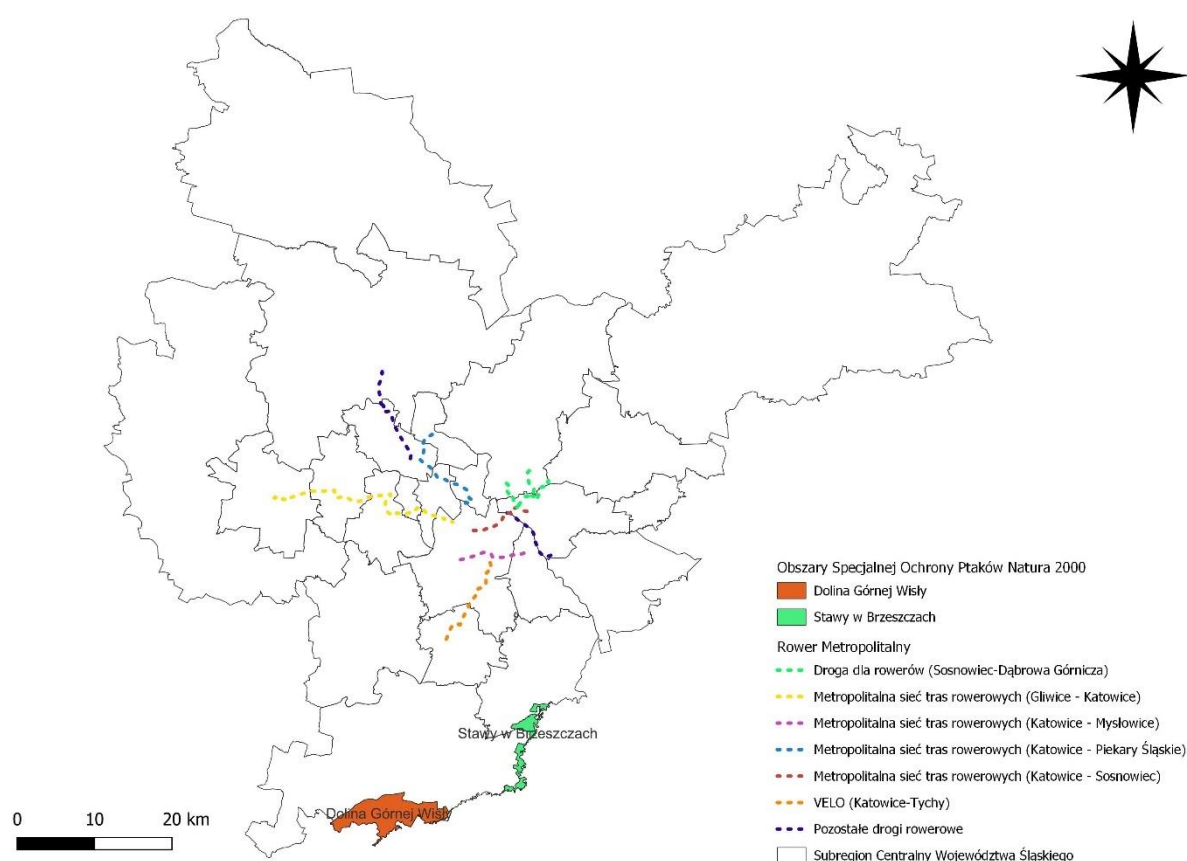 Stawy w Brzeszczach
Dolina Górnej Wisły
0 10 20 km
Obszary Specjalnej Ochrony Ptaków Natura 2000
Dolina Górnej Wisły
Stawy w Brzeszczach
Rower Metropolitalny
Droga dla rowerów (Sosnowiec-Dąbrowa Górnicza)
Metropolitalna sieć tras rowerowych (Gliwice - Katowice)
Metropolitalna sieć tras rowerowych (Katowice - Mysłowice)
Metropolitalna sieć tras rowerowych (Katowice - Piekary Śląskie)
Metropolitalna sieć tras rowerowych (Katowice - Sosnowiec)
VELO (Katowice-Tychy)
Pozostałe drogi rowerowe
Subregion Centralny Województwa Śląskiego